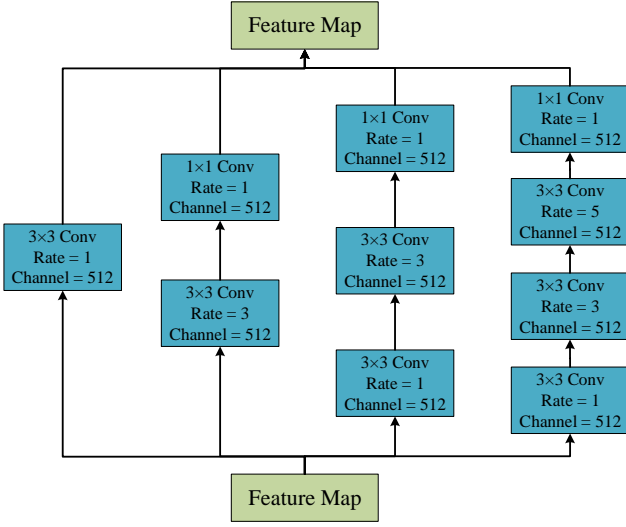 Feature Map
3×3 Conv
Rate = 1
Channel = 512
1×1 Conv
Rate = 1
Channel = 512
3×3 Conv
Rate = 3
Channel = 512
1×1 Conv
Rate = 1
Channel = 512
3×3 Conv
Rate = 3
Channel = 512
3×3 Conv
Rate = 1
Channel = 512
1×1 Conv
Rate = 1
Channel = 512
3×3 Conv
Rate = 5
Channel = 512
3×3 Conv
Rate = 3
Channel = 512
3×3 Conv
Rate = 1
Channel = 512
Feature Map